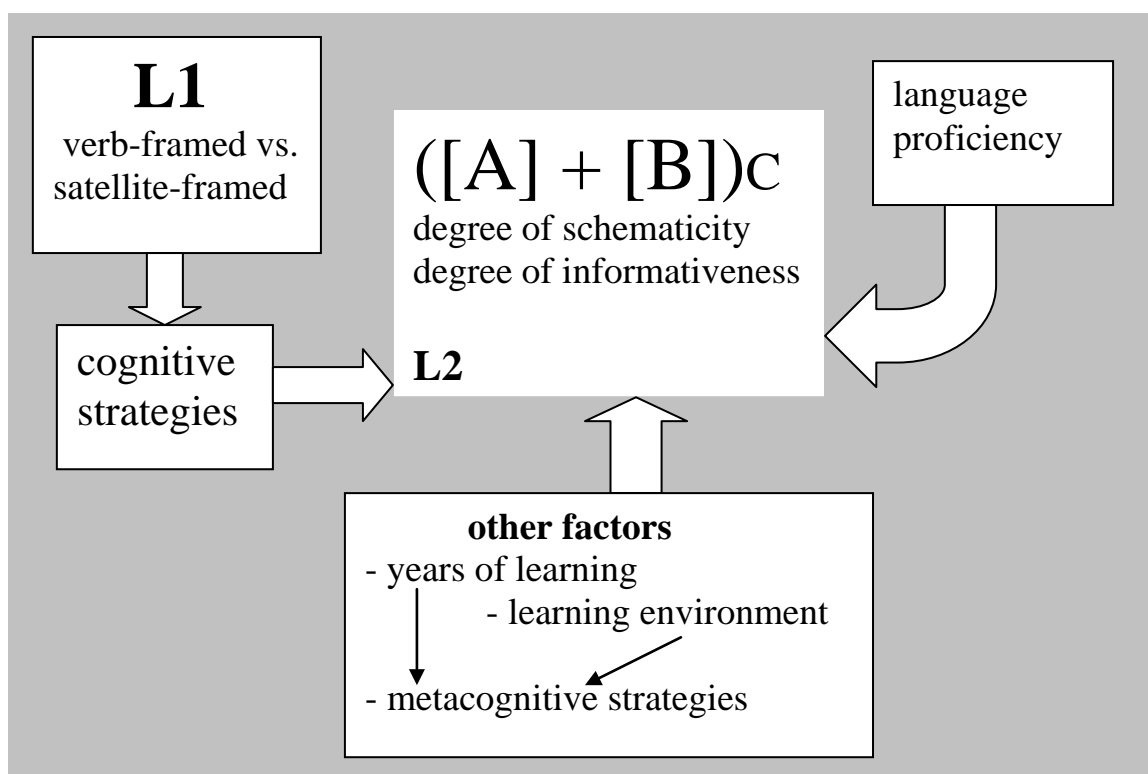 L1
verb-framed vs.
satellite-framed
cognitive
strategies
([A] + [B])C
degree of schematicity
degree of informativeness
L2
language
proficiency
other factors
- years of learning
- learning environment
- metacognitive strategies